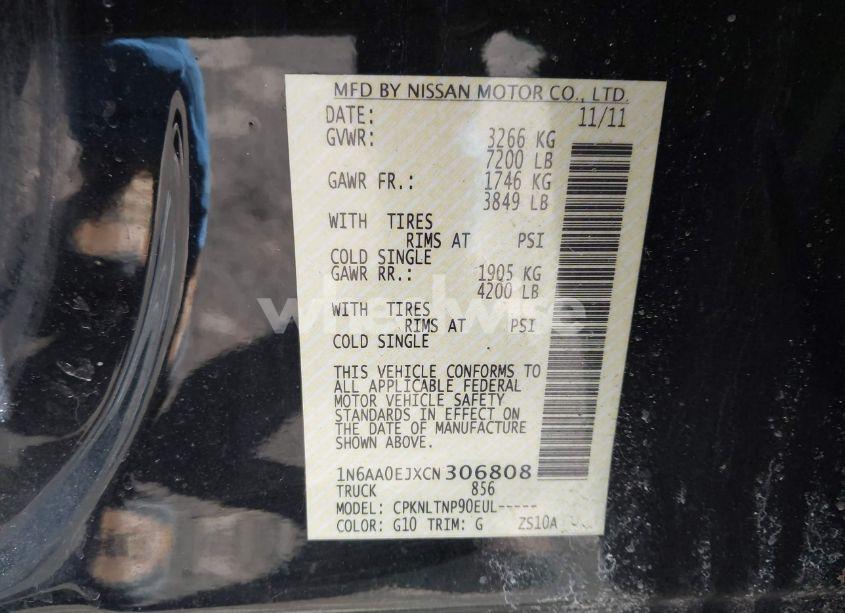 MFD BY NISSAN MOTOR CO., LTD.
DATE: 11/11
GVWR: 3266 KG
7200 LB
GAWR FR.: 1746 KG
3849 LB
WITH TIRES
RIMS AT PSI
COLD SINGLE
GAWR RR.: 1905 KG
4200 LB
WITH TIRES
RIMS AT PSI
COLD SINGLE
THIS VEHICLE CONFORMS TO
ALL APPLICABLE FEDERAL
MOTOR VEHICLE SAFETY
STANDARDS IN EFFECT ON
THE DATE OF MANUFACTURE
SHOWN ABOVE.
1N6AA0EJXCN306808
TRUCK 856
MODEL: CPKNLTNP90EUL-----
COLOR: G10 TRIM: G ZS10A